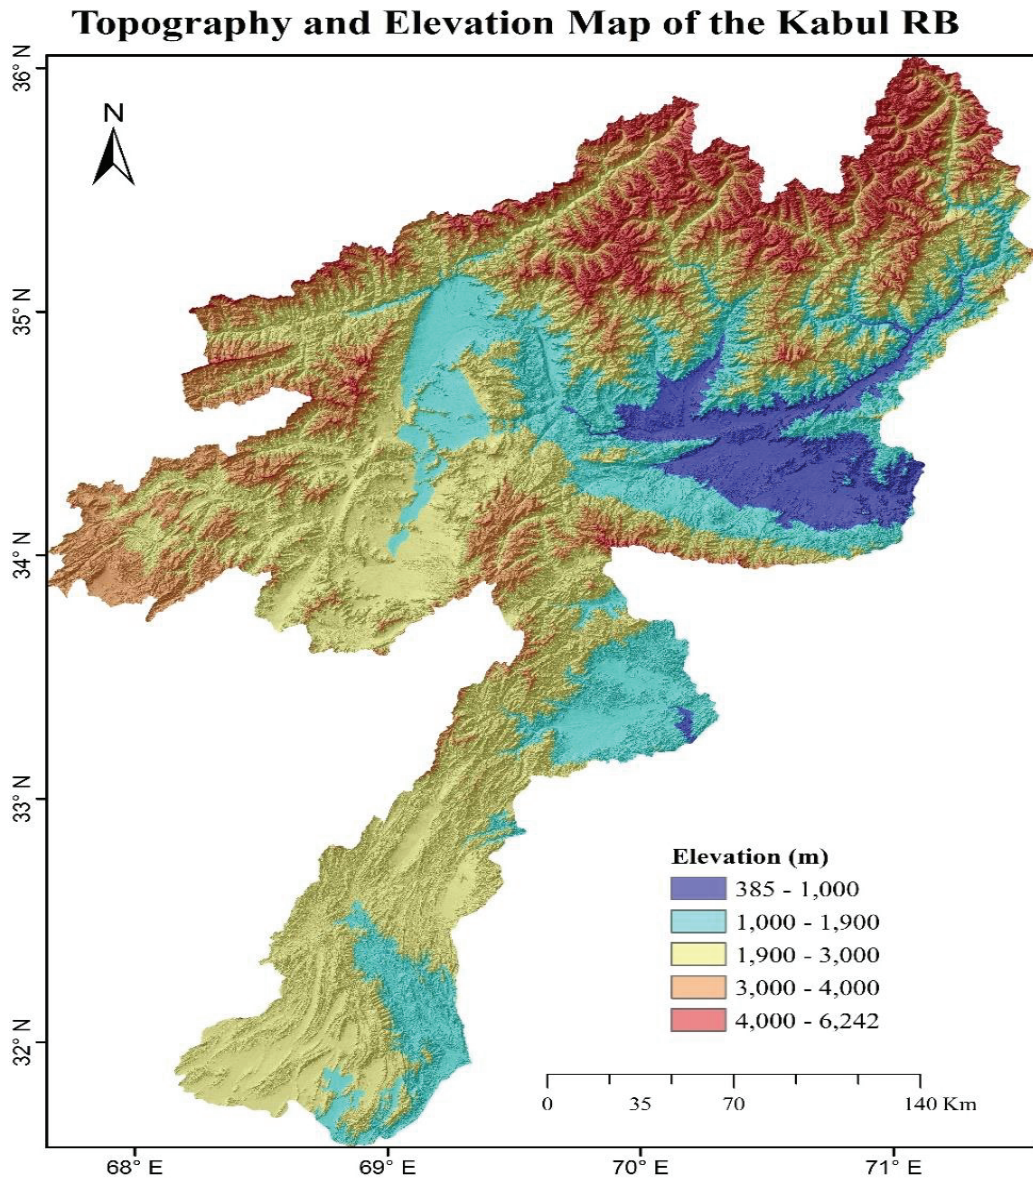 Topography and Elevation Map of the Kabul RB
36° N
N
35° N
34° N
33° N
Elevation (m)
385 - 1,000
1,000 - 1,900
1,900 - 3,000
3,000 - 4,000
4,000 - 6,242
32° N
0 35 70 140 Km
68° E 69° E 70° E 71° E